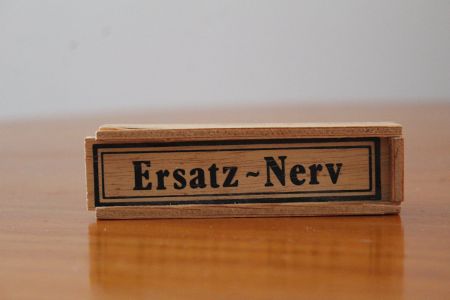 Ersatz ~ Nerv